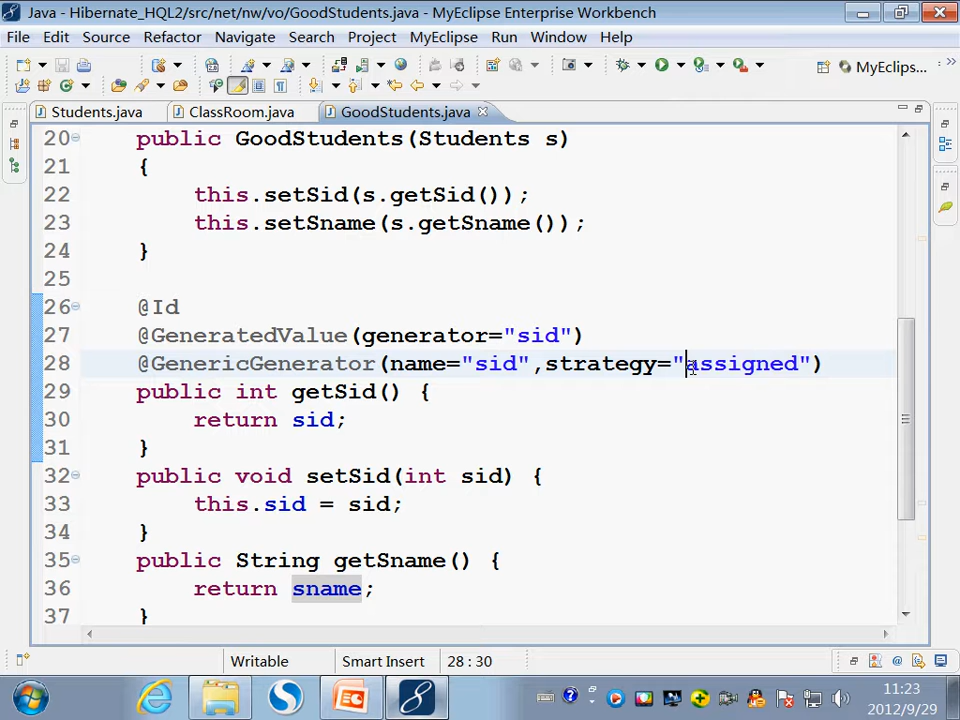 Java - Hibernate_HQL2/src/net/nw/vo/GoodStudents.java - MyEclipse Enterprise Workbench
File Edit Source Refactor Navigate Search Project MyEclipse Run Window Help
MyEclips...
Students.java ClassRoom.java GoodStudents.java
20 public GoodStudents(Students s)
21 {
22 this.setSid(s.getSid());
23 this.setSname(s.getSname());
24 }
25
26 @Id
27 @GeneratedValue(generator="sid")
28 @GenericGenerator(name="sid",strategy="assigned")
29 public int getSid() {
30 return sid;
31 }
32 public void setSid(int sid) {
33 this.sid = sid;
34 }
35 public String getSname() {
36 return sname;
37 }
Writable Smart Insert 28 : 30
11:23
2012/9/29